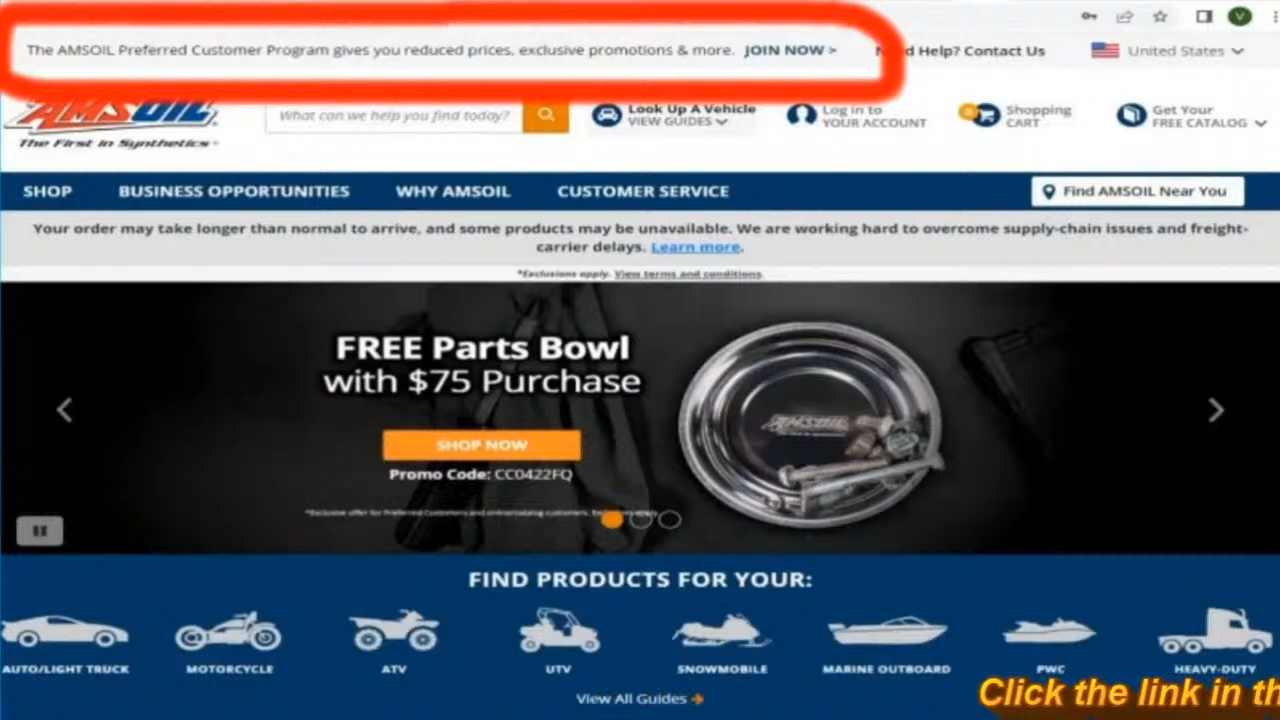 The AMSOIL Preferred Customer Program gives you reduced prices, exclusive promotions & more. JOIN NOW >
Need Help? Contact Us
United States
V
AMSOIL
The First in Synthetics
What can we help you find today?
Look Up A Vehicle
VIEW GUIDES
Log in to
YOUR ACCOUNT
0
Shopping
CART
Get Your
FREE CATALOG
SHOP
BUSINESS OPPORTUNITIES
WHY AMSOIL
CUSTOMER SERVICE
Find AMSOIL Near You
Your order may take longer than normal to arrive, and some products may be unavailable. We are working hard to overcome supply-chain issues and freight-
carrier delays. Learn more.
*Exclusions apply. View terms and conditions
FREE Parts Bowl
with $75 Purchase
SHOP NOW
Promo Code: CC0422FQ
*Exclusive offer for Preferred Customers and online/catalog customers.
AMSOIL
FIND PRODUCTS FOR YOUR:
AUTO/LIGHT TRUCK
MOTORCYCLE
ATV
UTV
SNOWMOBILE
MARINE OUTBOARD
PWC
HEAVY-DUTY
View All Guides
Click the link in th